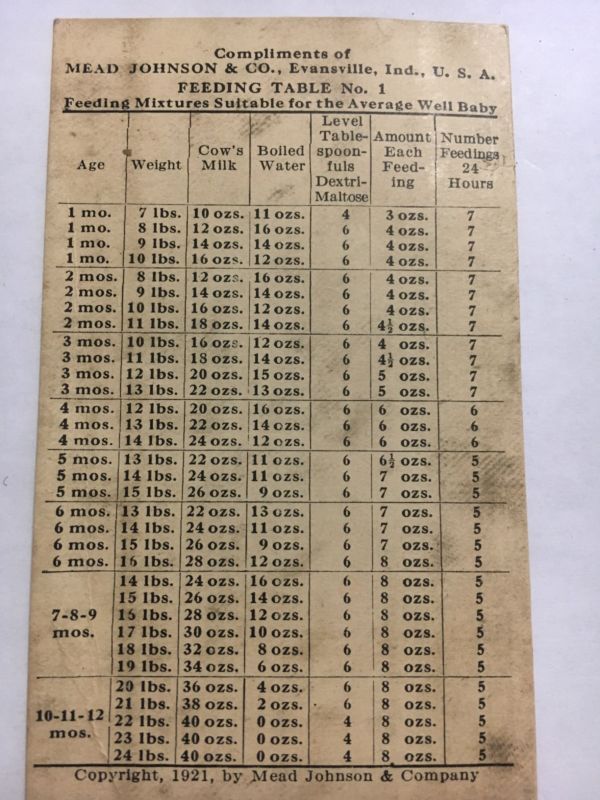 Compliments of
MEAD JOHNSON & CO., Evansville, Ind., U. S. A.
FEEDING TABLE No. 1
Feeding Mixtures Suitable for the Average Well Baby
Age Weight Cow's Milk Boiled Water Level Table-spoon-fuls Dextri-Maltose Amount Each Feed-ing Number Feedings 24 Hours
1 mo. 7 lbs. 10 ozs. 11 ozs. 4 3 ozs. 7
1 mo. 8 lbs. 12 ozs. 16 ozs. 6 4 ozs. 7
1 mo. 9 lbs. 14 ozs. 14 ozs. 6 4 ozs. 7
1 mo. 10 lbs. 16 ozs. 12 ozs. 6 4 ozs. 7
2 mos. 8 lbs. 12 ozs. 16 ozs. 6 4 ozs. 7
2 mos. 9 lbs. 14 ozs. 14 ozs. 6 4 ozs. 7
2 mos. 10 lbs. 16 ozs. 12 ozs. 6 4 ozs. 7
2 mos. 11 lbs. 18 ozs. 14 ozs. 6 4½ ozs. 7
3 mos. 10 lbs. 16 ozs. 12 ozs. 6 4 ozs. 7
3 mos. 11 lbs. 18 ozs. 14 ozs. 6 4½ ozs. 7
3 mos. 12 lbs. 20 ozs. 15 ozs. 6 5 ozs. 7
3 mos. 13 lbs. 22 ozs. 13 ozs. 6 5 ozs. 7
4 mos. 12 lbs. 20 ozs. 16 ozs. 6 6 ozs. 6
4 mos. 13 lbs. 22 ozs. 14 ozs. 6 6 ozs. 6
4 mos. 14 lbs. 24 ozs. 12 ozs. 6 6 ozs. 6
5 mos. 13 lbs. 22 ozs. 11 ozs. 6 6½ ozs. 5
5 mos. 14 lbs. 24 ozs. 11 ozs. 6 7 ozs. 5
5 mos. 15 lbs. 26 ozs. 9 ozs. 6 7 ozs. 5
6 mos. 13 lbs. 22 ozs. 13 ozs. 6 7 ozs. 5
6 mos. 14 lbs. 24 ozs. 11 ozs. 6 7 ozs. 5
6 mos. 15 lbs. 26 ozs. 9 ozs. 6 7 ozs. 5
6 mos. 16 lbs. 28 ozs. 12 ozs. 6 8 ozs. 5
7-8-9 mos.
14 lbs. 24 ozs. 16 ozs. 6 8 ozs. 5
15 lbs. 26 ozs. 14 ozs. 6 8 ozs. 5
16 lbs. 28 ozs. 12 ozs. 6 8 ozs. 5
17 lbs. 30 ozs. 10 ozs. 6 8 ozs. 5
18 lbs. 32 ozs. 8 ozs. 6 8 ozs. 5
19 lbs. 34 ozs. 6 ozs. 6 8 ozs. 5
10-11-12 mos.
20 lbs. 36 ozs. 4 ozs. 6 8 ozs. 5
21 lbs. 38 ozs. 2 ozs. 6 8 ozs. 5
22 lbs. 40 ozs. 0 ozs. 4 8 ozs. 5
23 lbs. 40 ozs. 0 ozs. 4 8 ozs. 5
24 lbs. 40 ozs. 0 ozs. 4 8 ozs. 5
Copyright, 1921, by Mead Johnson & Company